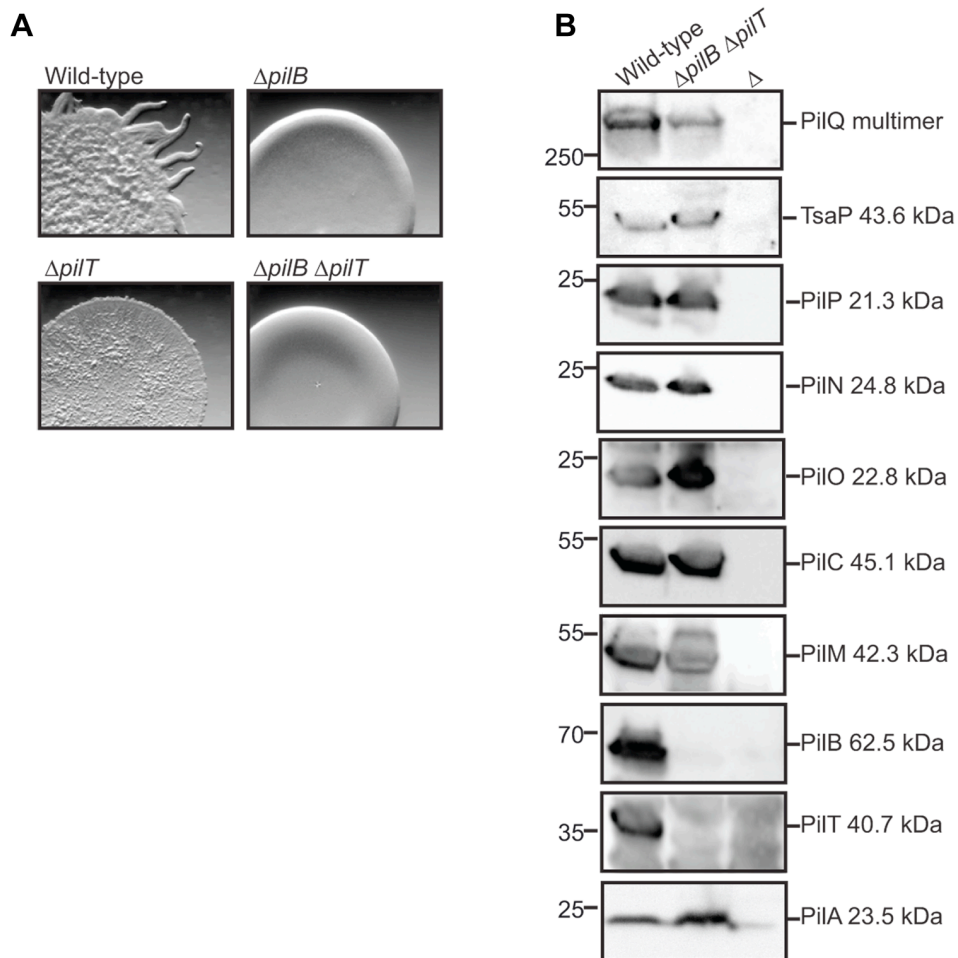 A
Wild-type
ΔpilB
ΔpilT
ΔpilB ΔpilT
B
Wild-type
ΔpilB ΔpilT
Δ
PilQ multimer
250
55
TsaP 43.6 kDa
25
PilP 21.3 kDa
25
PilN 24.8 kDa
25
PilO 22.8 kDa
55
PilC 45.1 kDa
55
PilM 42.3 kDa
70
PilB 62.5 kDa
35
PilT 40.7 kDa
25
PilA 23.5 kDa